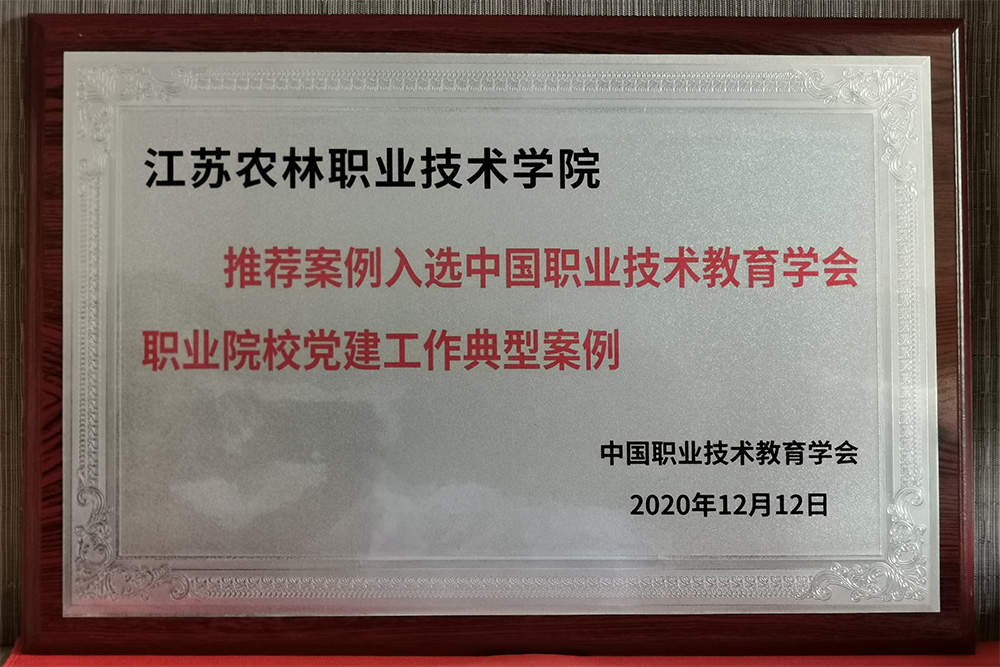 江苏农林职业技术学院
推荐案例入选中国职业技术教育学会
职业院校党建工作典型案例
中国职业技术教育学会
2020年12月12日